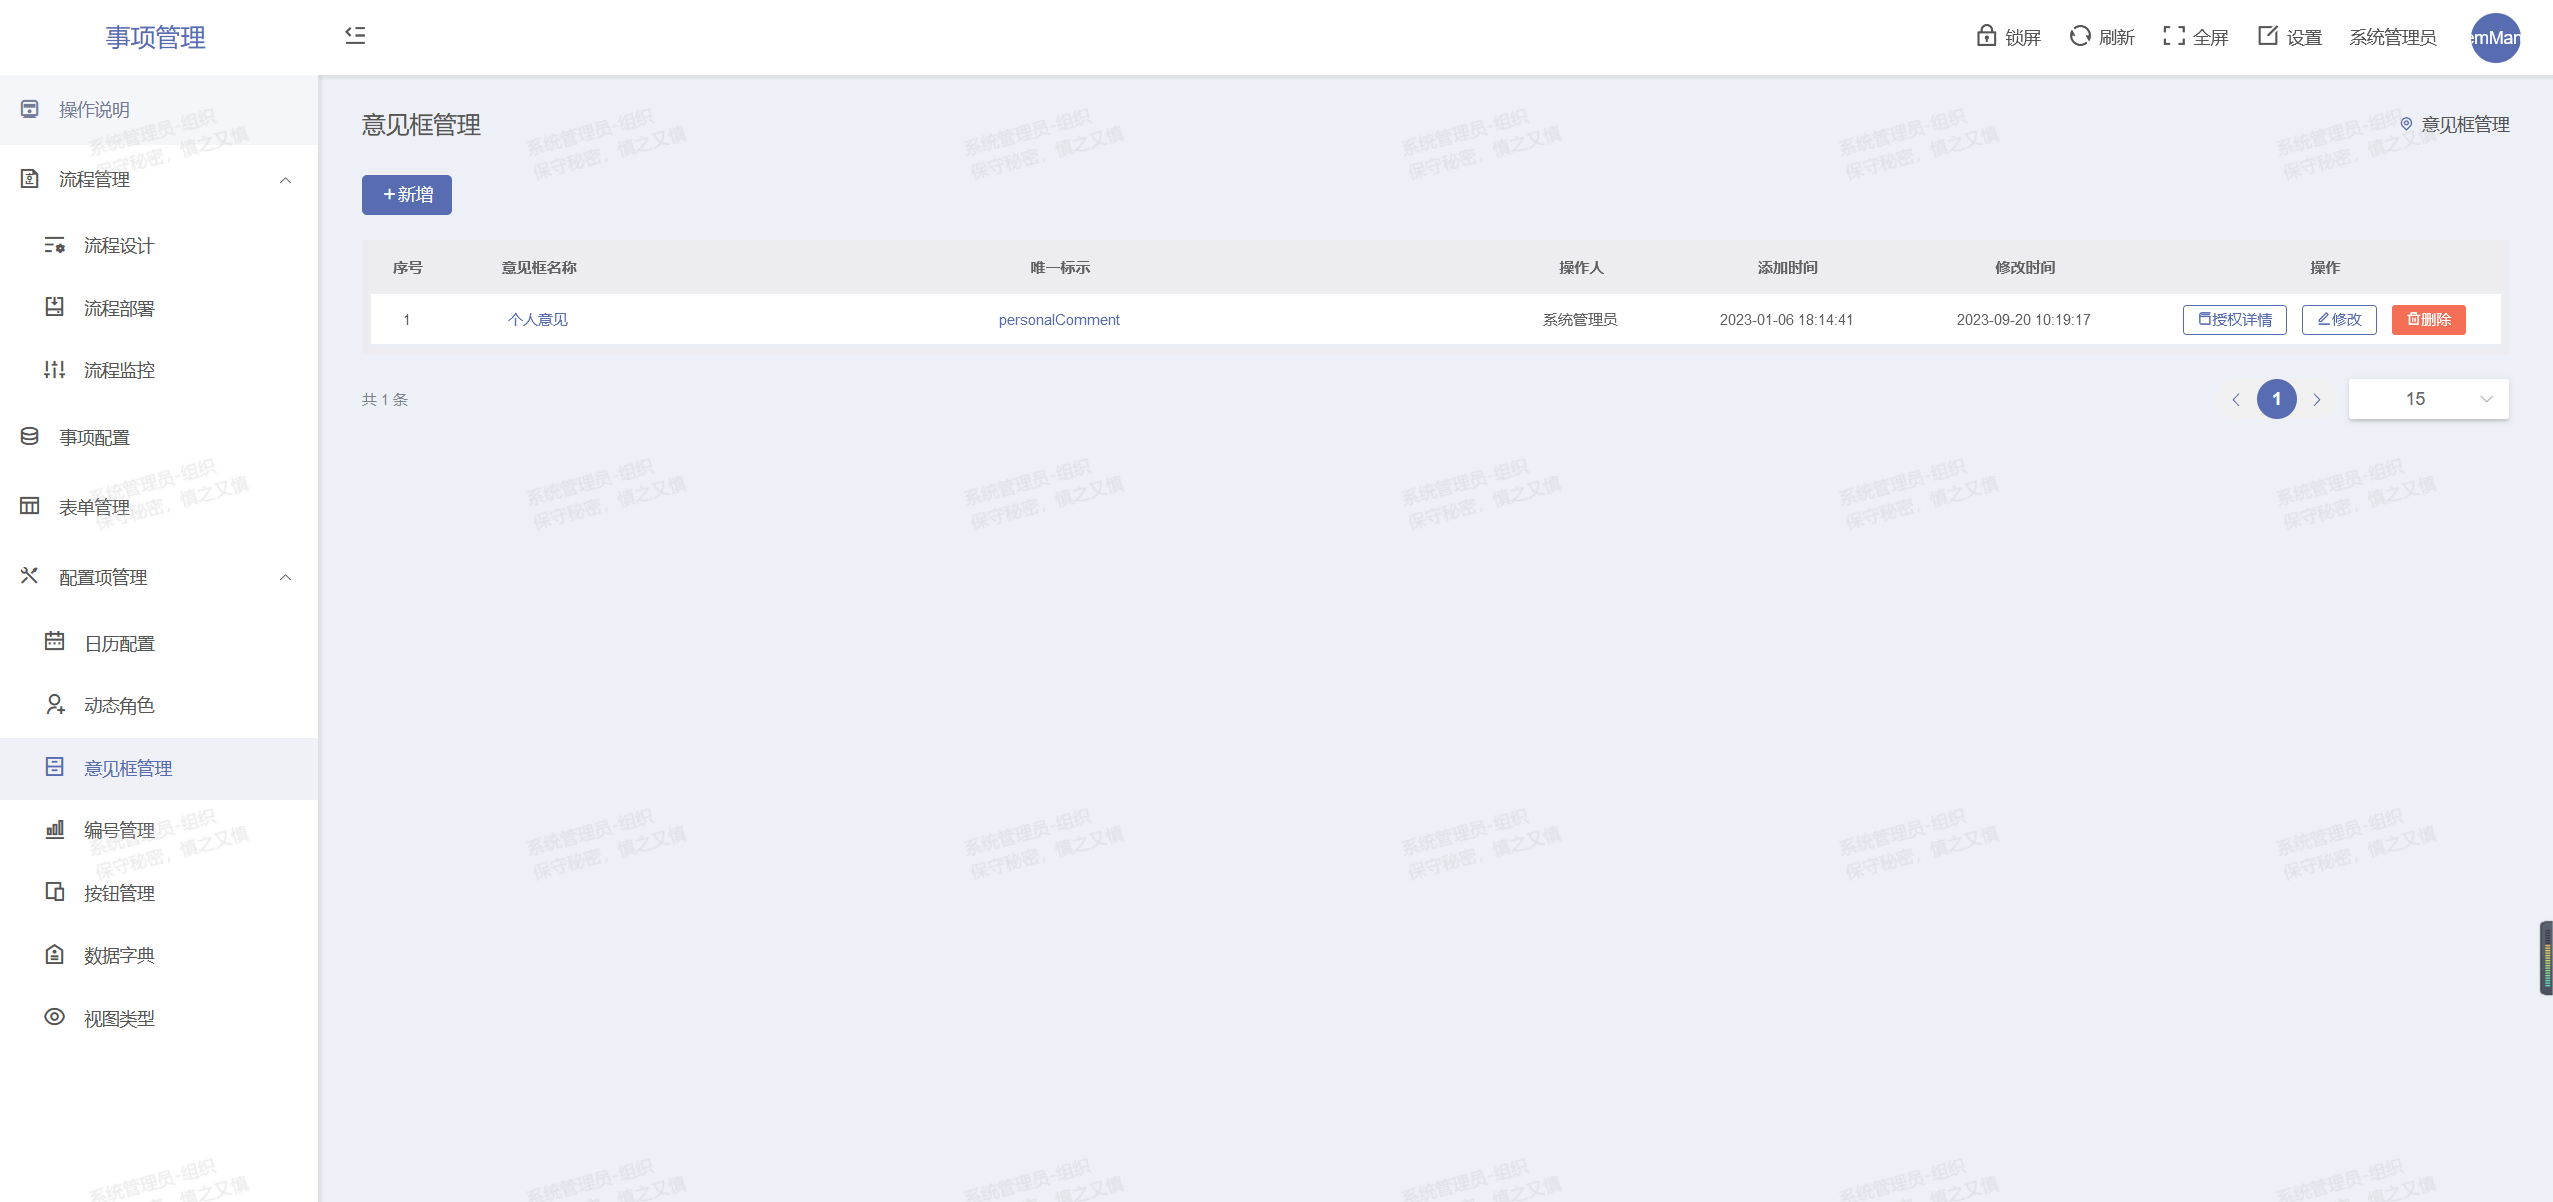 事项管理
锁屏 刷新 全屏 设置 系统管理员 emMan
操作说明
流程管理
流程设计
流程部署
流程监控
事项配置
表单管理
配置项管理
日历配置
动态角色
意见框管理
编号管理
按钮管理
数据字典
视图类型
意见框管理
意见框管理
+新增
序号 意见框名称 唯一标示 操作人 添加时间 修改时间 操作
1 个人意见 personalComment 系统管理员 2023-01-06 18:14:41 2023-09-20 10:19:17 授权详情 修改 删除
共 1 条
1
15
系统管理员-组织
保守秘密，慎之又慎